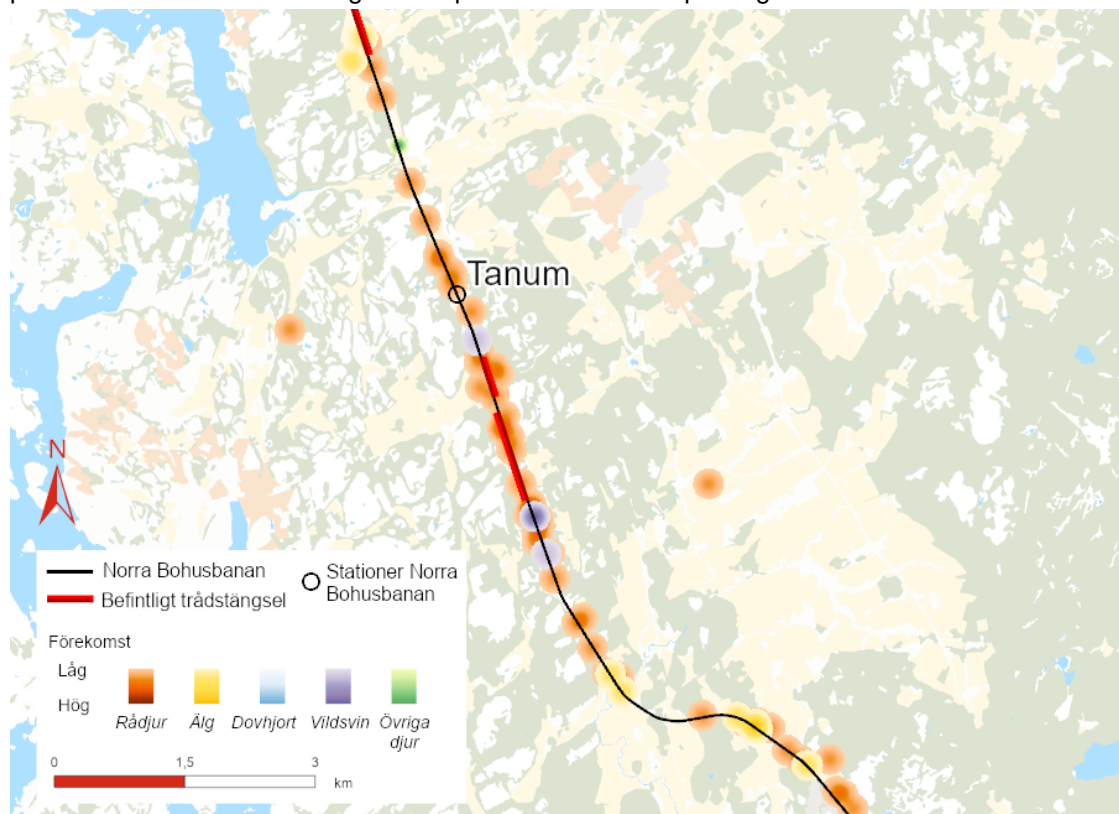 Tanum
N
Norra Bohusbanan
Befintligt trådstängsel
Stationer Norra
Bohusbanan
Förekomst
Låg
Hög
Rådjur
Älg
Dovhjort
Vildsvin
Övriga
djur
0
1,5
3
km